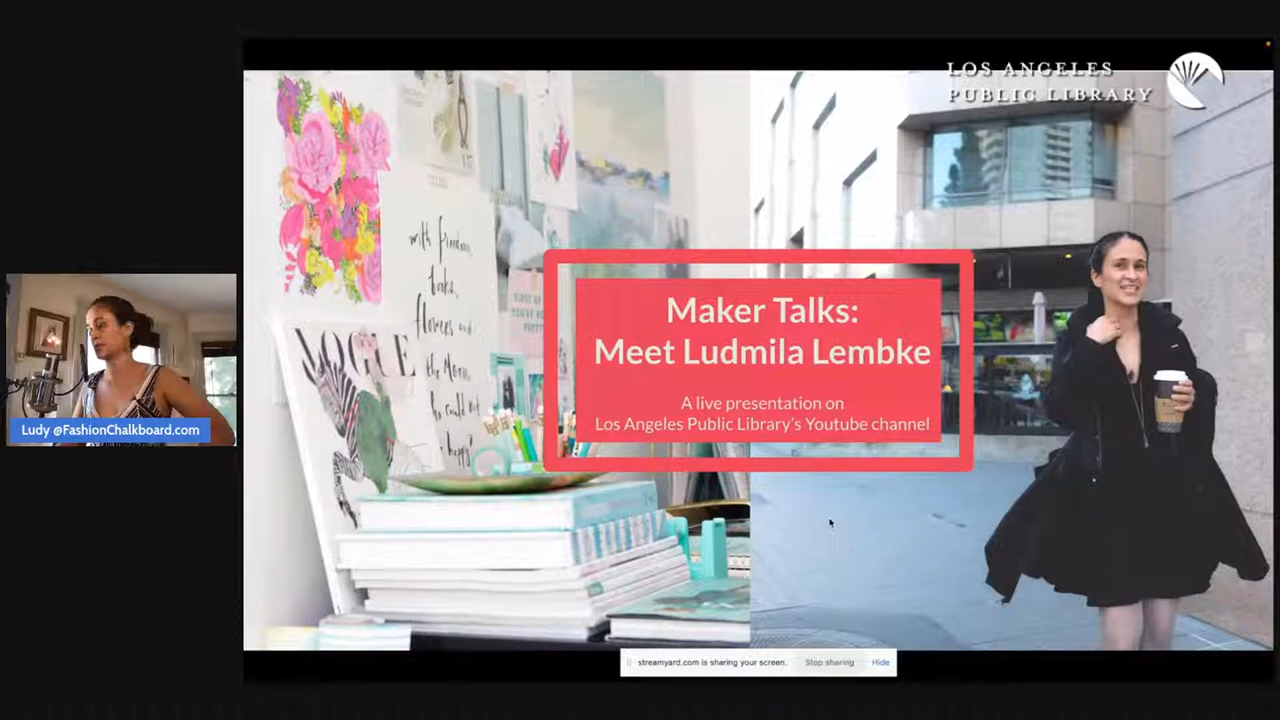 LOS ANGELES
PUBLIC LIBRARY
with freedom,
books,
flowers and
the Moon,
VOGUE
Maker Talks:
Meet Ludmila Lembke
A live presentation on
Los Angeles Public Library's Youtube channel
Ludy @FashionChalkboard.com
streamyard.com is sharing your screen.
Stop sharing
Hide